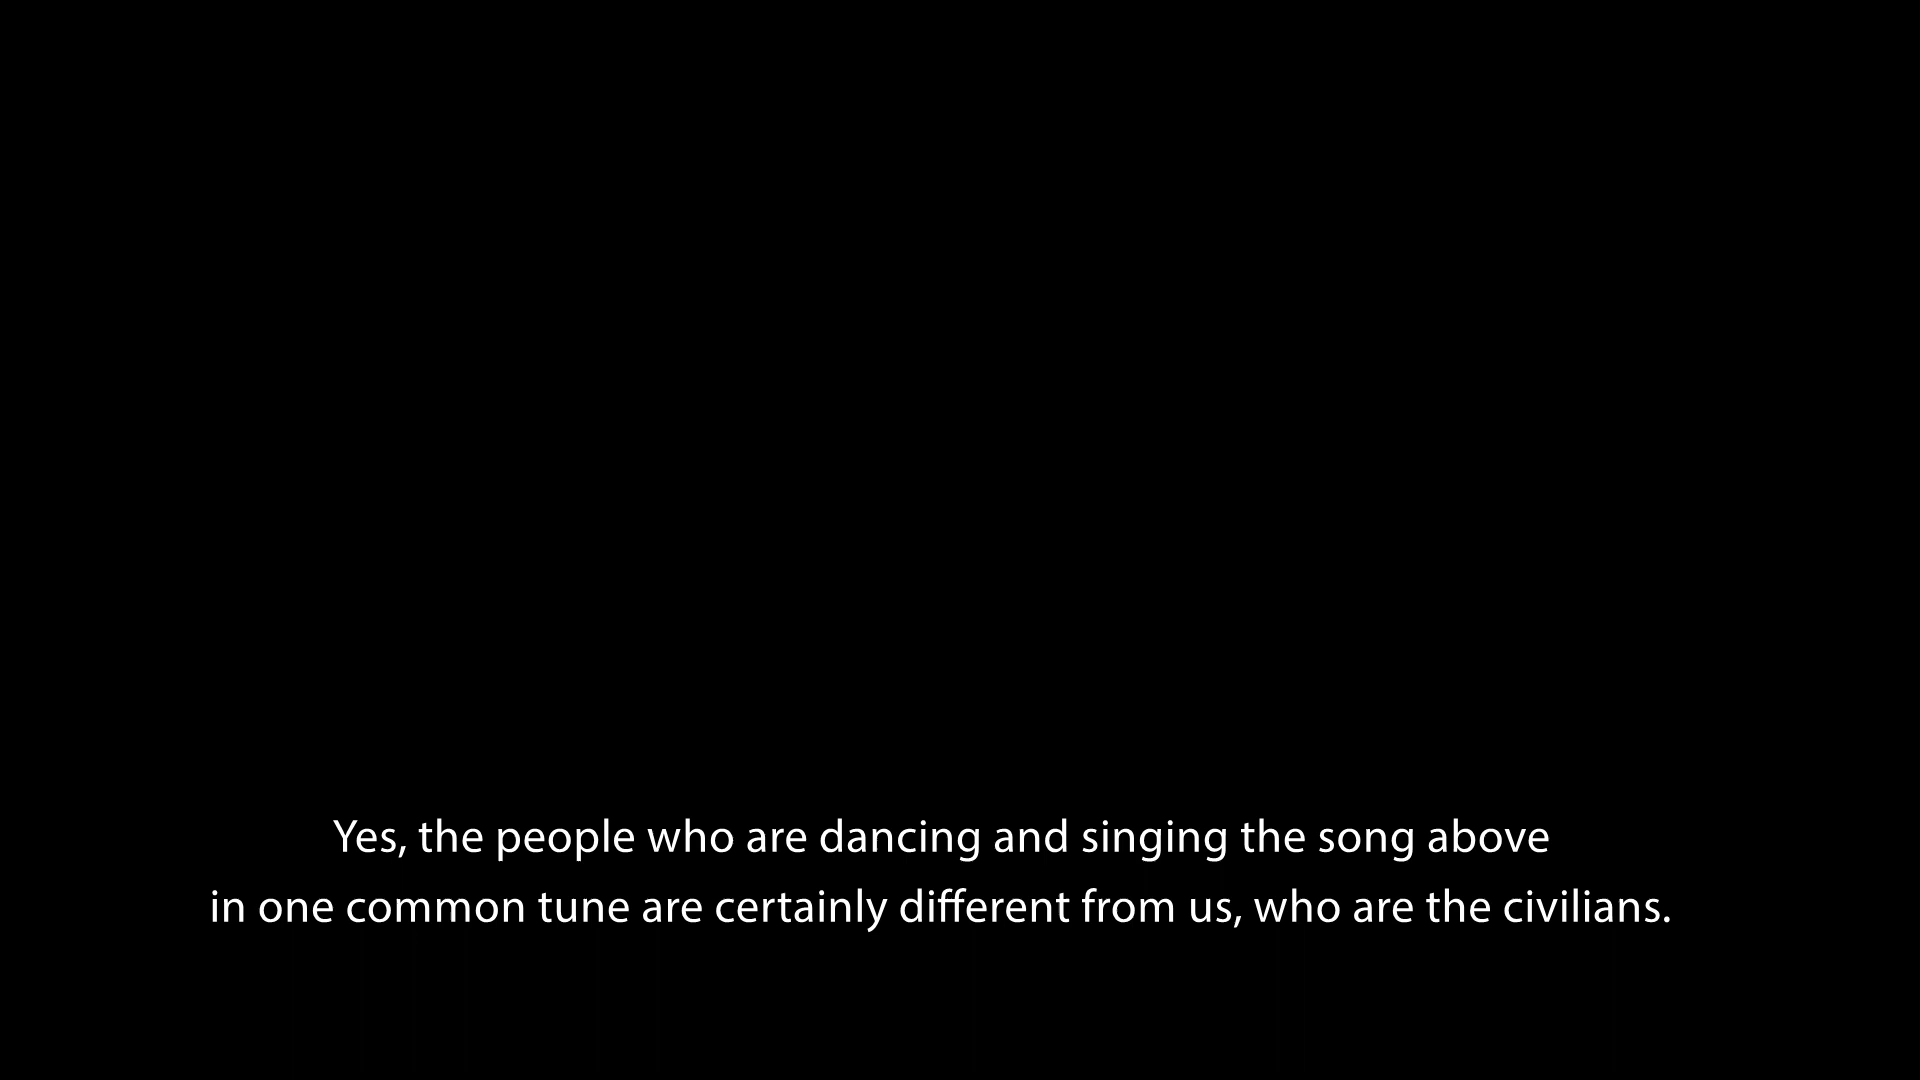 Yes, the people who are dancing and singing the song above
in one common tune are certainly different from us, who are the civilians.